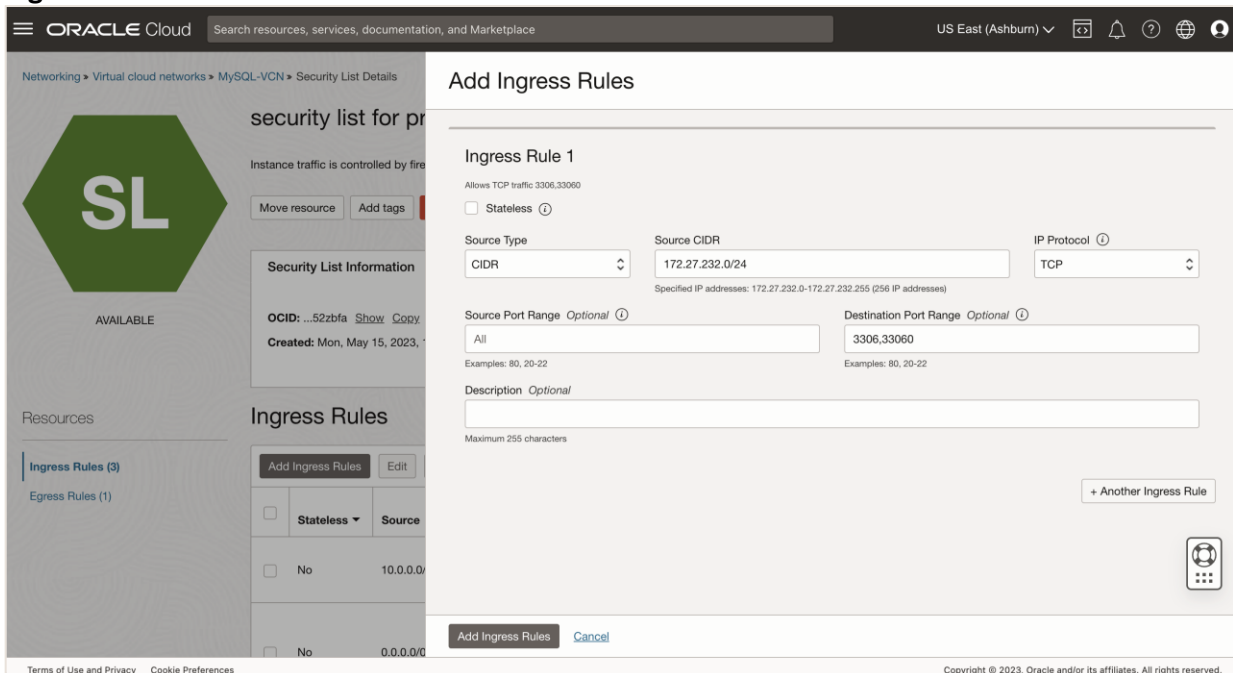 ORACLE Cloud
Search resources, services, documentation, and Marketplace
US East (Ashburn)
Networking » Virtual cloud networks » MySQL-VCN » Security List Details
SL
AVAILABLE
security list for pr
Instance traffic is controlled by fire
Move resource
Add tags
Security List Information
OCID: ...52zbfa Show Copy
Created: Mon, May 15, 2023,
Resources
Ingress Rules (3)
Egress Rules (1)
Ingress Rules
Add Ingress Rules
Edit
Stateless
Source
No
10.0.0.0/
No
0.0.0.0/0
Add Ingress Rules
Ingress Rule 1
Allows TCP traffic 3306,33060
Stateless
Source Type
Source CIDR
IP Protocol
CIDR
172.27.232.0/24
TCP
Specified IP addresses: 172.27.232.0-172.27.232.255 (256 IP addresses)
Source Port Range Optional
Destination Port Range Optional
All
3306,33060
Examples: 80, 20-22
Examples: 80, 20-22
Description Optional
Maximum 255 characters
+ Another Ingress Rule
Add Ingress Rules
Cancel
Terms of Use and Privacy
Cookie Preferences
Copyright © 2023, Oracle and/or its affiliates. All rights reserved.